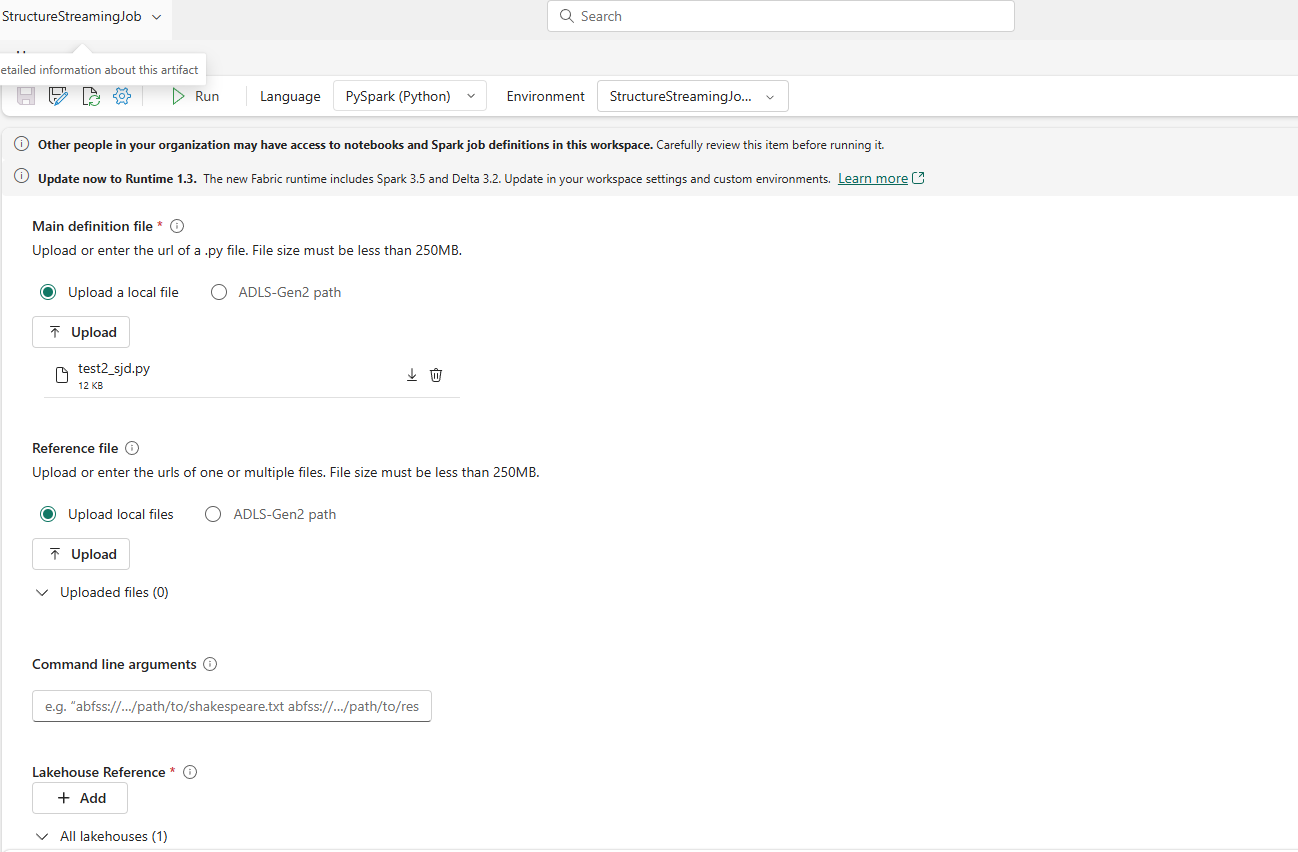 StructureStreamingJob
Search
etailed information about this artifact
Run
Language
PySpark (Python)
Environment
StructureStreamingJo...
Other people in your organization may have access to notebooks and Spark job definitions in this workspace. Carefully review this item before running it.
Update now to Runtime 1.3. The new Fabric runtime includes Spark 3.5 and Delta 3.2. Update in your workspace settings and custom environments. Learn more
Main definition file *
Upload or enter the url of a .py file. File size must be less than 250MB.
Upload a local file
ADLS-Gen2 path
Upload
test2_sjd.py
12 KB
Reference file
Upload or enter the urls of one or multiple files. File size must be less than 250MB.
Upload local files
ADLS-Gen2 path
Upload
Uploaded files (0)
Command line arguments
e.g. “abfss://.../path/to/shakespeare.txt abfss://.../path/to/res
Lakehouse Reference *
Add
All lakehouses (1)